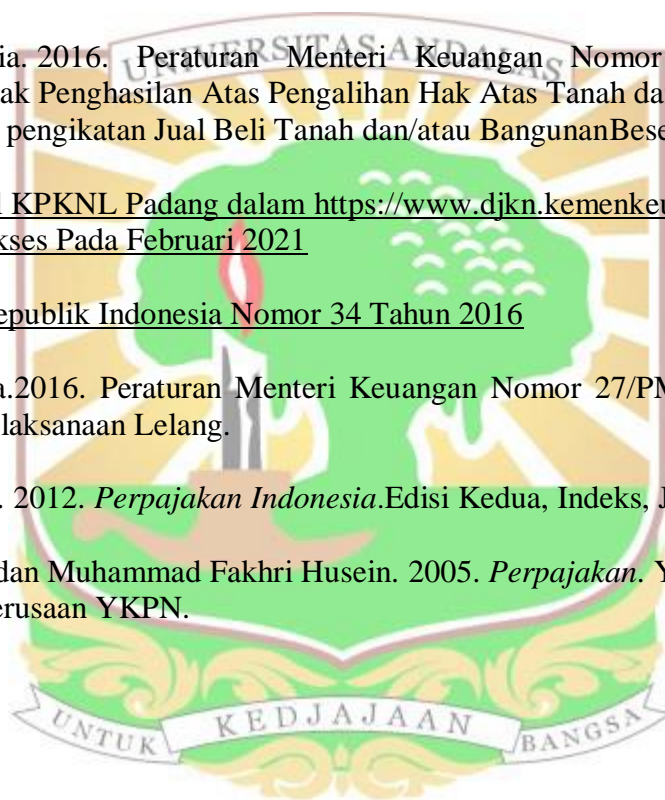 UNIVERSITAS ANDALAS
ia. 2016. Peraturan Menteri Keuangan Nomor
ak Penghasilan Atas Pengalihan Hak Atas Tanah da
pengikatan Jual Beli Tanah dan/atau BangunanBese
KPKNL Padang dalam https://www.djkn.kemenkeu
kses Pada Februari 2021
epublik Indonesia Nomor 34 Tahun 2016
a.2016. Peraturan Menteri Keuangan Nomor 27/PM
laksanaan Lelang.
. 2012. Perpajakan Indonesia.Edisi Kedua, Indeks, J
dan Muhammad Fakhri Husein. 2005. Perpajakan. Y
erusaan YKPN.
UNTUK KEDJAJAAN BANGSA